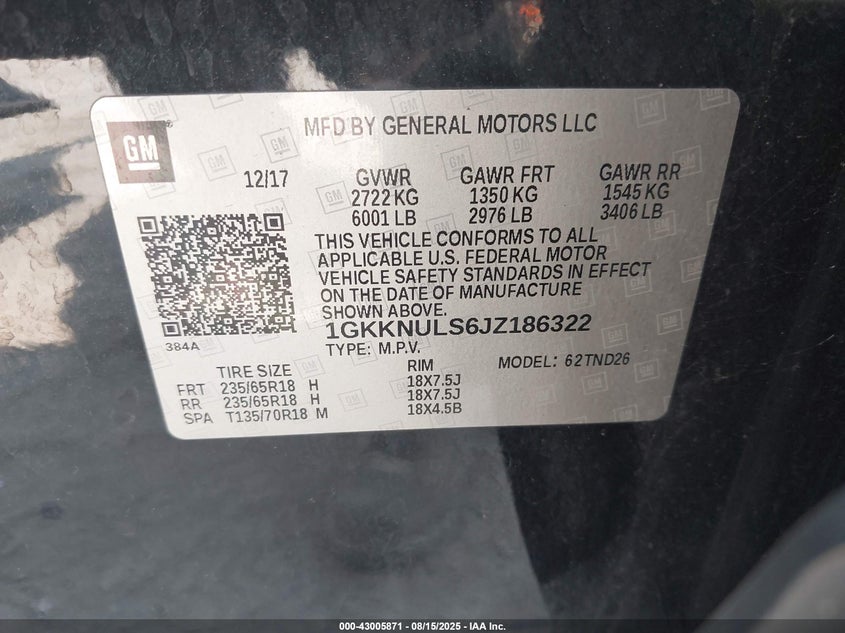 MFD BY GENERAL MOTORS LLC
GM
12/17 GVWR GAWR FRT GAWR RR
2722 KG 1350 KG 1545 KG
6001 LB 2976 LB 3406 LB
THIS VEHICLE CONFORMS TO ALL
APPLICABLE U.S. FEDERAL MOTOR
VEHICLE SAFETY STANDARDS IN EFFECT
ON THE DATE OF MANUFACTURE
SHOWN ABOVE.
1GKKNULS6JZ186322
384A
TYPE: M.P.V. MODEL: 62TND26
TIRE SIZE RIM
FRT 235/65R18 H 18X7.5J
RR 235/65R18 H 18X7.5J
SPA T135/70R18 M 18X4.5B
000-43005871 - 08/15/2025 - IAA Inc.